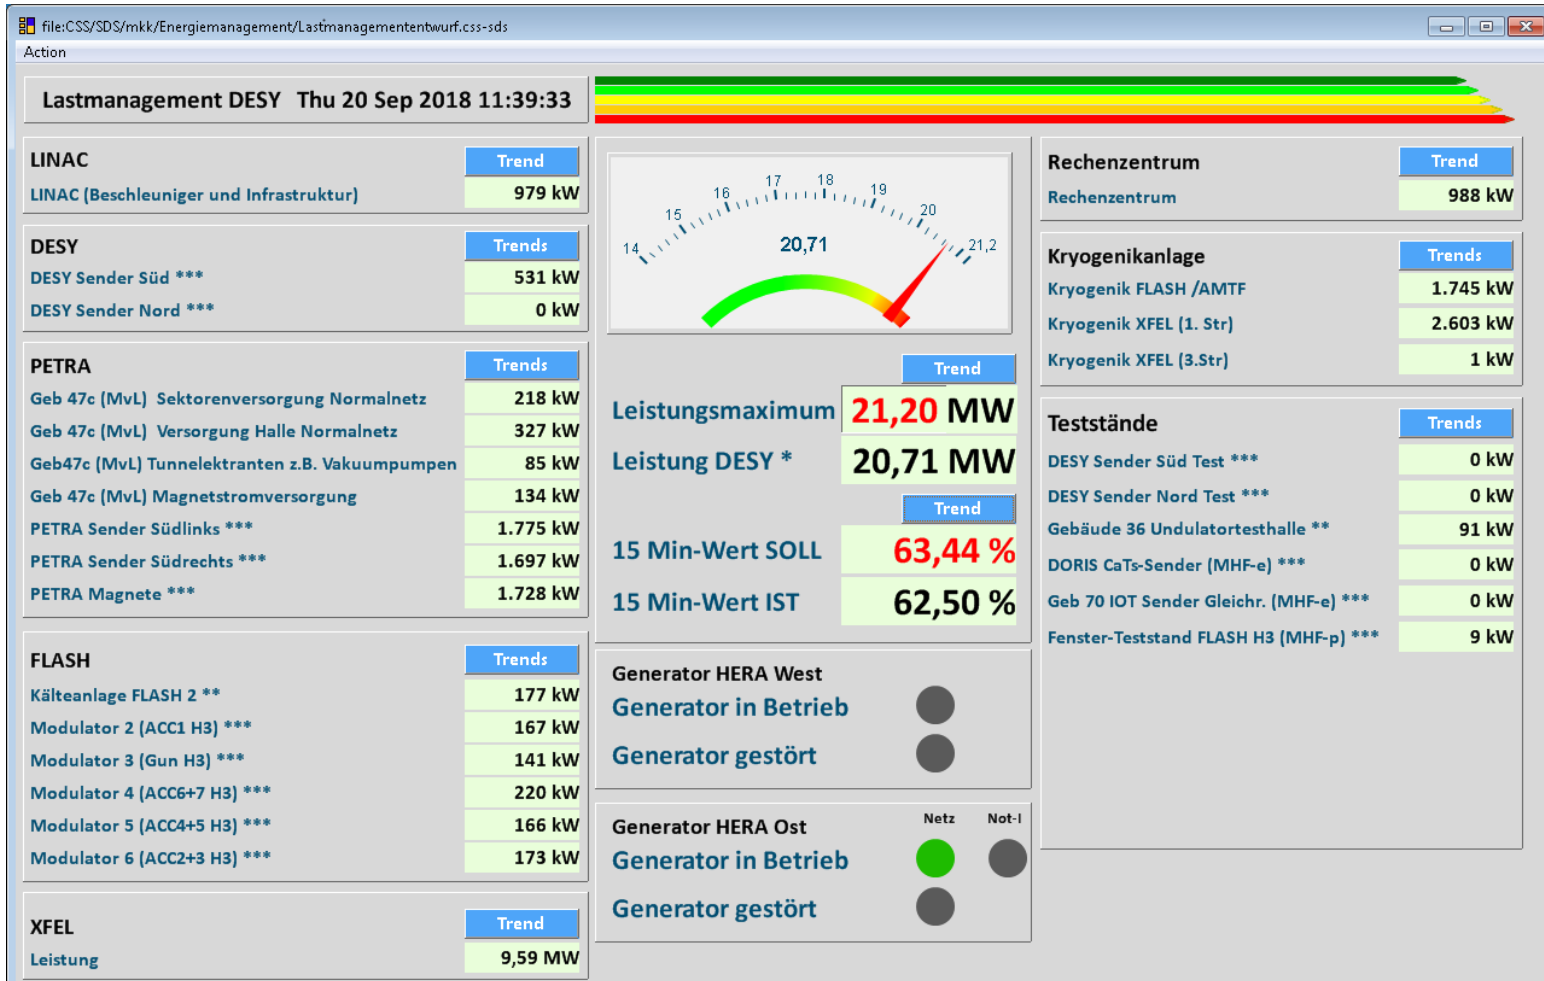 file:CSS/SDS/mkk/Energiemanagement/Lastmanagemententwurf.css-sds
Action
Lastmanagement DESY Thu 20 Sep 2018 11:39:33
LINAC Trend
LINAC (Beschleuniger und Infrastruktur) 979 kW
DESY Trends
DESY Sender Süd *** 531 kW
DESY Sender Nord *** 0 kW
PETRA Trends
Geb 47c (MvL) Sektorenversorgung Normalnetz 218 kW
Geb 47c (MvL) Versorgung Halle Normalnetz 327 kW
Geb47c (MvL) Tunnelektranten z.B. Vakuumpumpen 85 kW
Geb 47c (MvL) Magnetstromversorgung 134 kW
PETRA Sender Südlinks *** 1.775 kW
PETRA Sender Südrechts *** 1.697 kW
PETRA Magnete *** 1.728 kW
FLASH Trends
Kälteanlage FLASH 2 ** 177 kW
Modulator 2 (ACC1 H3) *** 167 kW
Modulator 3 (Gun H3) *** 141 kW
Modulator 4 (ACC6+7 H3) *** 220 kW
Modulator 5 (ACC4+5 H3) *** 166 kW
Modulator 6 (ACC2+3 H3) *** 173 kW
XFEL Trend
Leistung 9,59 MW
14 15 16 17 18 19 20 21,2
20,71
Trend
Leistungsmaximum 21,20 MW
Leistung DESY * 20,71 MW
Trend
15 Min-Wert SOLL 63,44 %
15 Min-Wert IST 62,50 %
Generator HERA West
Generator in Betrieb
Generator gestört
Generator HERA Ost Netz Not-I
Generator in Betrieb
Generator gestört
Rechenzentrum Trend
Rechenzentrum 988 kW
Kryogenikanlage Trends
Kryogenik FLASH /AMTF 1.745 kW
Kryogenik XFEL (1. Str) 2.603 kW
Kryogenik XFEL (3.Str) 1 kW
Teststände Trends
DESY Sender Süd Test *** 0 kW
DESY Sender Nord Test *** 0 kW
Gebäude 36 Undulatortesthalle ** 91 kW
DORIS CaTs-Sender (MHF-e) *** 0 kW
Geb 70 IOT Sender Gleichr. (MHF-e) *** 0 kW
Fenster-Teststand FLASH H3 (MHF-p) *** 9 kW